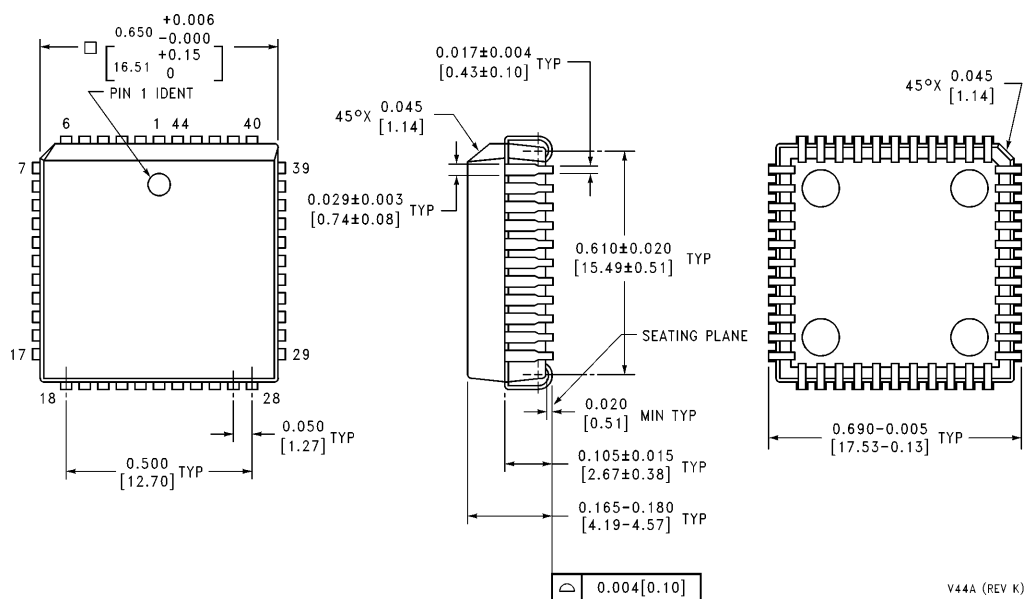 0.650 +0.006
-0.000
[16.51 +0.15
0]
PIN 1 IDENT
6 1 44 40
7 39
17 29
18 28
0.050
[1.27] TYP
0.500
[12.70] TYP
0.017±0.004
[0.43±0.10] TYP
45°X 0.045
[1.14]
0.029±0.003
[0.74±0.08] TYP
0.610±0.020
[15.49±0.51] TYP
SEATING PLANE
0.020
[0.51] MIN TYP
0.105±0.015
[2.67±0.38] TYP
0.165-0.180
[4.19-4.57] TYP
0.004[0.10]
45°X 0.045
[1.14]
0.690-0.005
[17.53-0.13] TYP
V44A (REV K)